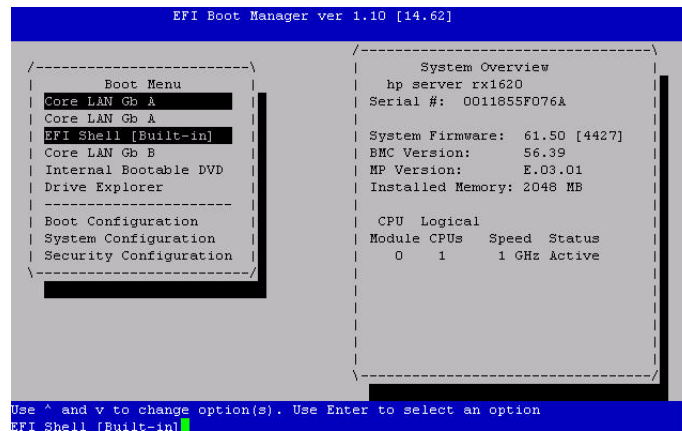 EFI Boot Manager ver 1.10 [14.62]
Boot Menu
Core LAN Gb A
Core LAN Gb A
EFI Shell [Built-in]
Core LAN Gb B
Internal Bootable DVD
Drive Explorer
Boot Configuration
System Configuration
Security Configuration
System Overview
hp server rx1620
Serial #: 0011855F076A
System Firmware: 61.50 [4427]
BMC Version: 56.39
MP Version: E.03.01
Installed Memory: 2048 MB
CPU Logical
Module CPUs Speed Status
0 1 1 GHz Active
Use ^ and v to change option(s). Use Enter to select an option
EFI Shell [Built-in]